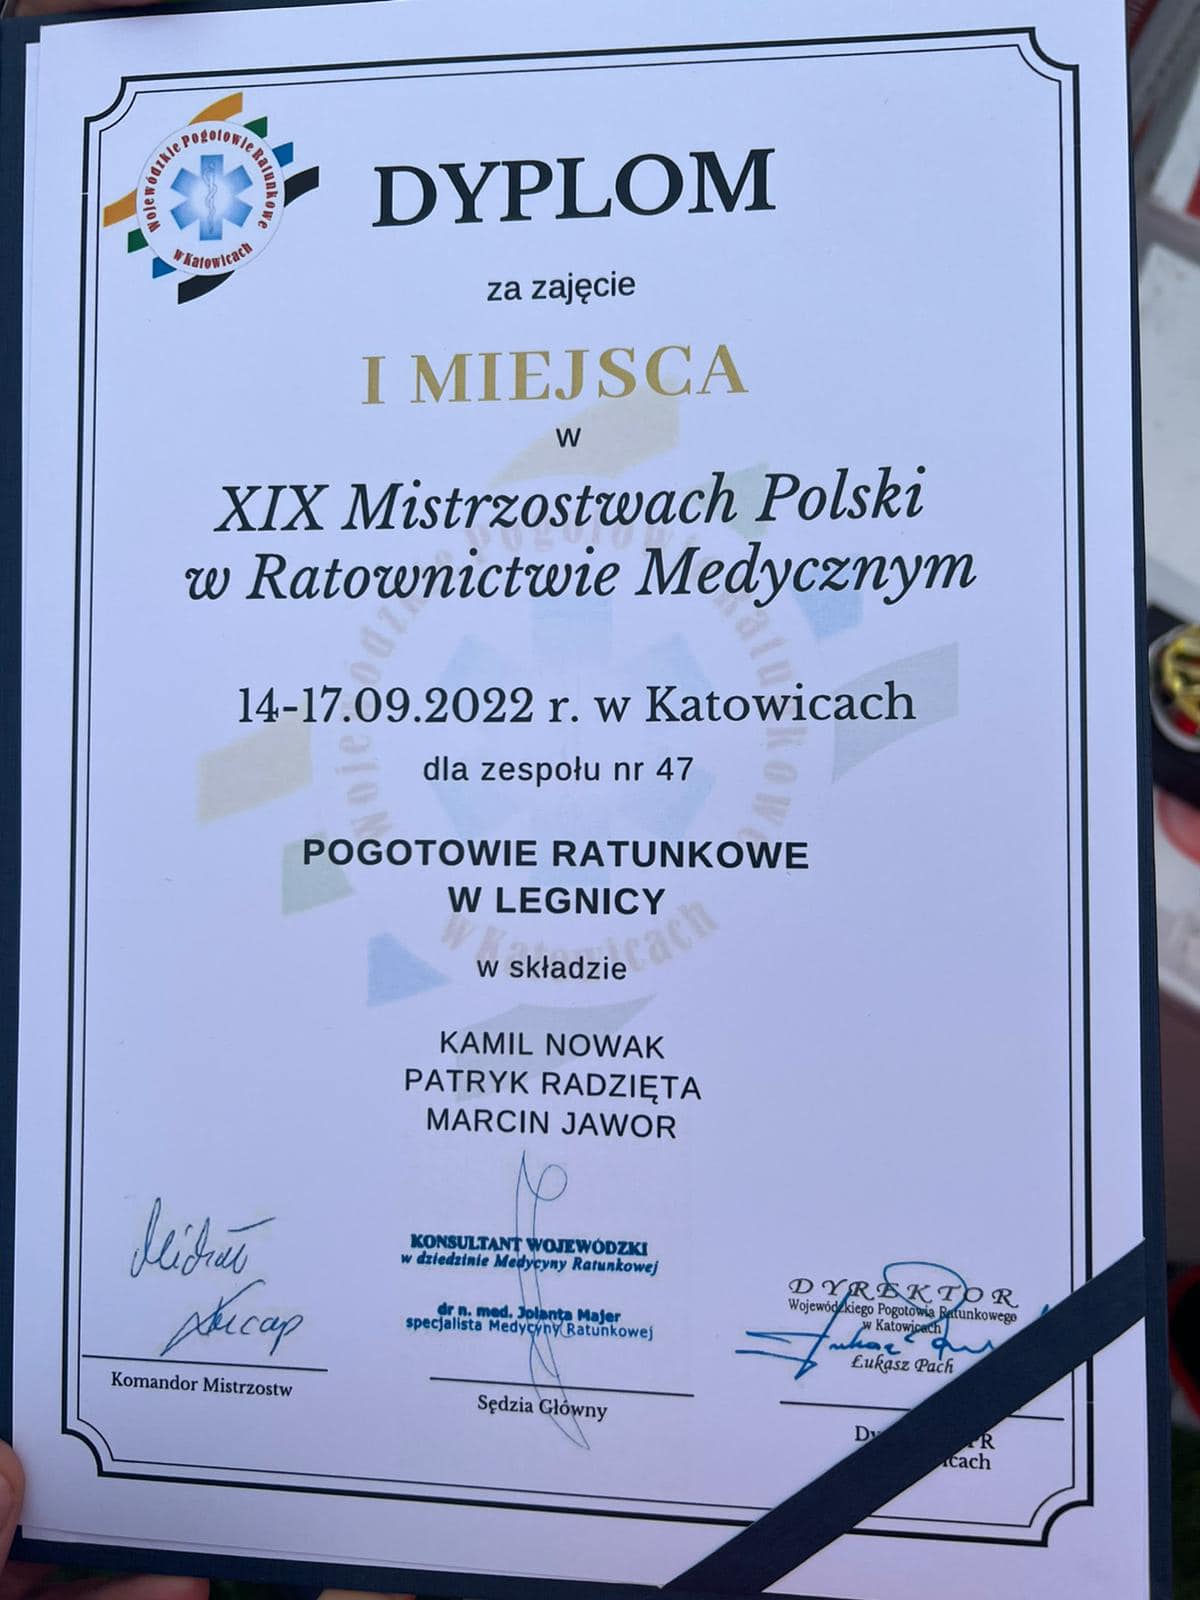 Wojewódzkie Pogotowie Ratunkowe
w Katowicach
DYPLOM
za zajęcie
I MIEJSCA
w
XIX Mistrzostwach Polski
w Ratownictwie Medycznym
14-17.09.2022 r. w Katowicach
dla zespołu nr 47
POGOTOWIE RATUNKOWE
W LEGNICY
w składzie
KAMIL NOWAK
PATRYK RADZIĘTA
MARCIN JAWOR
KONSULTANT WOJEWÓDZKI
w dziedzinie Medycyny Ratunkowej
dr n. med. Jolanta Majer
specjalista Medycyny Ratunkowej
DYREKTOR
Wojewódzkiego Pogotowia Ratunkowego
w Katowicach
Łukasz Pach
Komandor Mistrzostw
Sędzia Główny